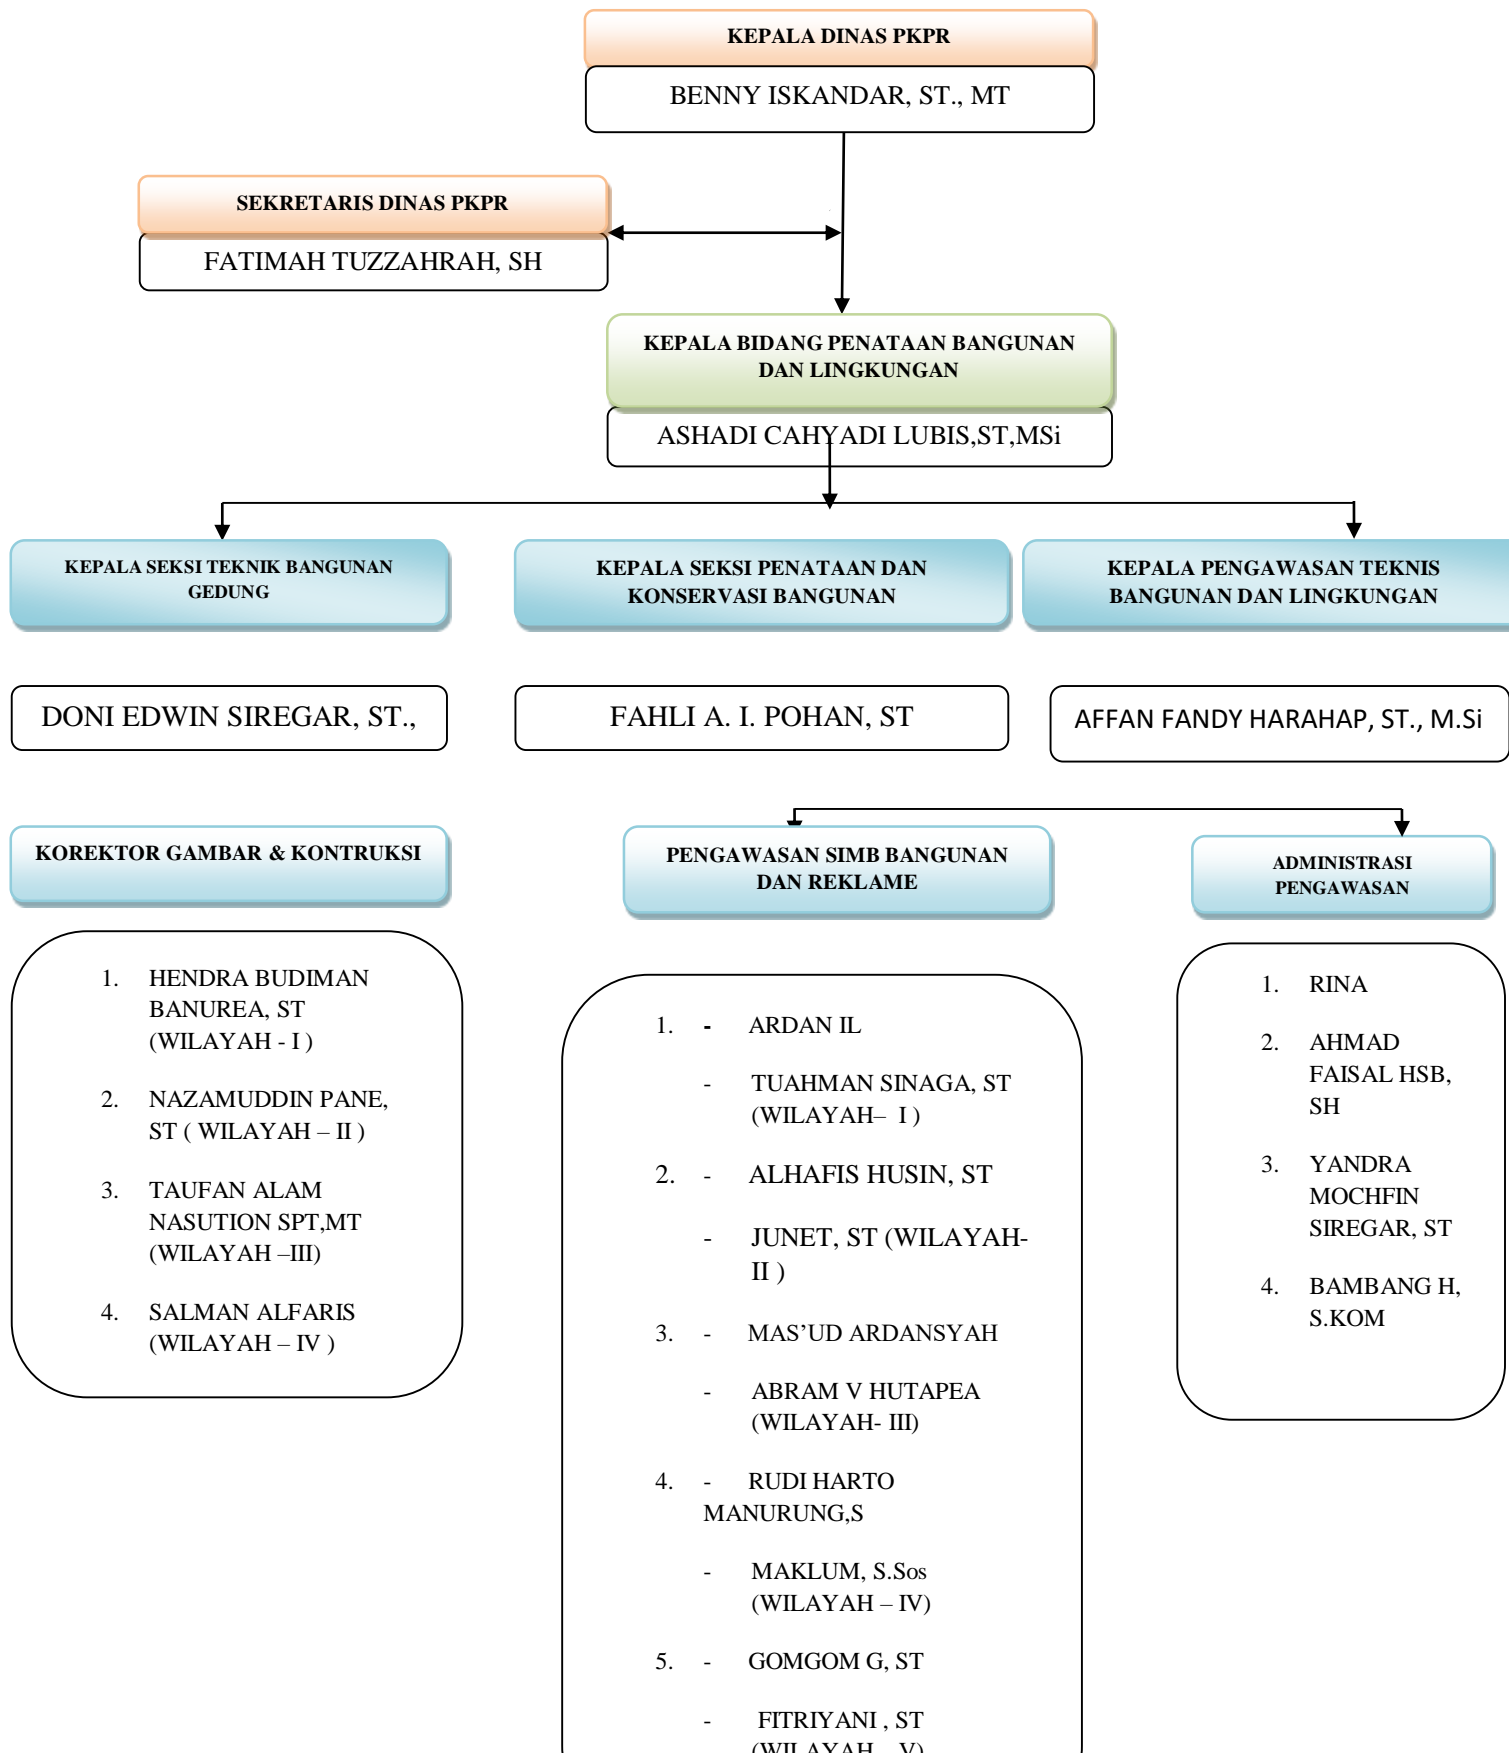 KEPALA DINAS PKPR
BENNY ISKANDAR, ST., MT
SEKRETARIS DINAS PKPR
FATIMAH TUZZAHRAH, SH
KEPALA BIDANG PENATAAN BANGUNAN
DAN LINGKUNGAN
ASHADI CAHYADI LUBIS,ST,MSi
KEPALA SEKSI TEKNIK BANGUNAN
GEDUNG
KEPALA SEKSI PENATAAN DAN
KONSERVASI BANGUNAN
KEPALA PENGAWASAN TEKNIS
BANGUNAN DAN LINGKUNGAN
DONI EDWIN SIREGAR, ST.,
FAHLI A. I. POHAN, ST
AFFAN FANDY HARAHAP, ST., M.Si
KOREKTOR GAMBAR & KONTRUKSI
PENGAWASAN SIMB BANGUNAN
DAN REKLAME
ADMINISTRASI
PENGAWASAN
1. HENDRA BUDIMAN
BANUREA, ST
(WILAYAH - I )
2. NAZAMUDDIN PANE,
ST ( WILAYAH – II )
3. TAUFAN ALAM
NASUTION SPT,MT
(WILAYAH –III)
4. SALMAN ALFARIS
(WILAYAH – IV )
1. - ARDAN IL
- TUAHMAN SINAGA, ST
(WILAYAH– I )
2. - ALHAFIS HUSIN, ST
- JUNET, ST (WILAYAH-
II )
3. - MAS’UD ARDANSYAH
- ABRAM V HUTAPEA
(WILAYAH- III)
4. - RUDI HARTO
MANURUNG,S
- MAKLUM, S.Sos
(WILAYAH – IV)
5. - GOMGOM G, ST
- FITRIYANI , ST
(WILAYAH – V)
1. RINA
2. AHMAD
FAISAL HSB,
SH
3. YANDRA
MOCHFIN
SIREGAR, ST
4. BAMBANG H,
S.KOM